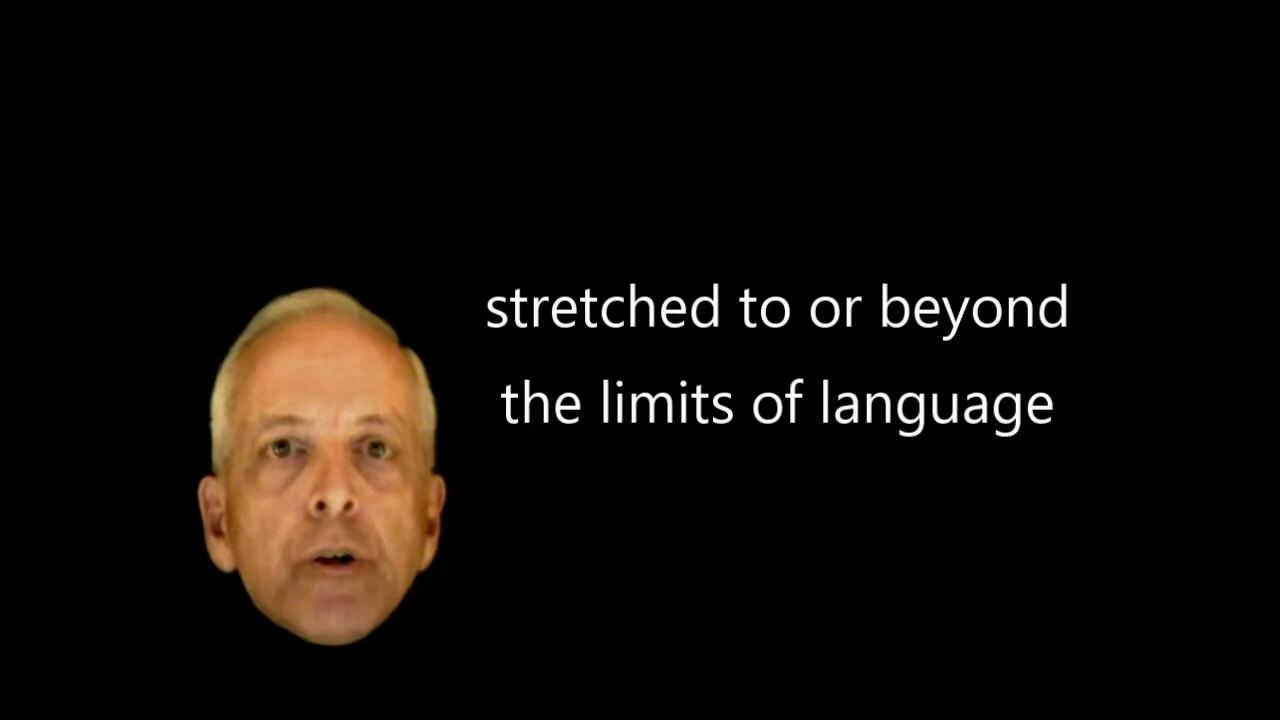 stretched to or beyond
the limits of language